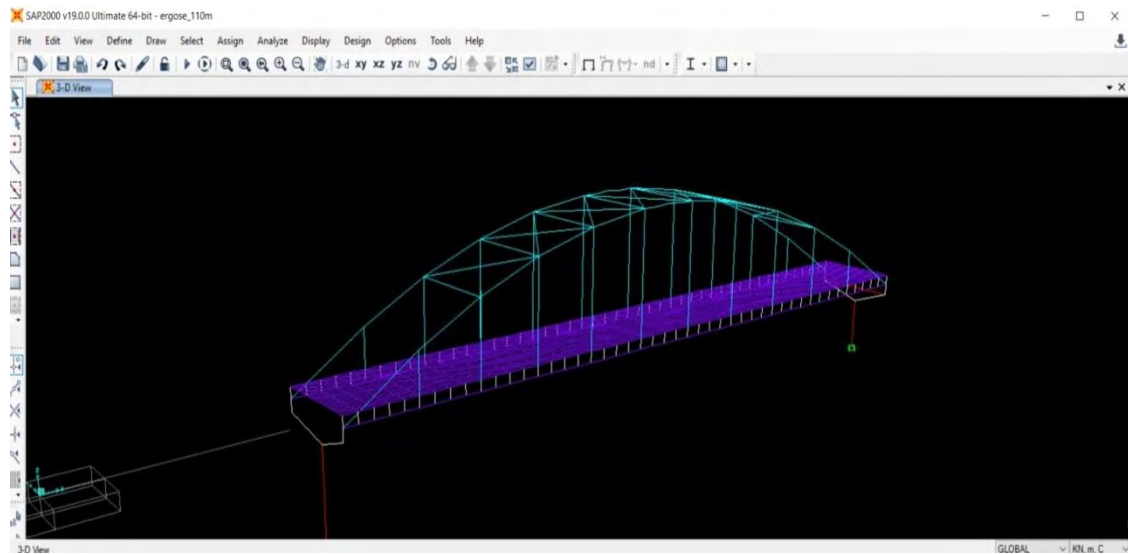 SAP2000 v19.0.0 Ultimate 64-bit - ergose_110m
File Edit View Define Draw Select Assign Analyze Display Design Options Tools Help
3-d xy xz yz nv nd
3-D View
3-D View GLOBAL KN, m, C